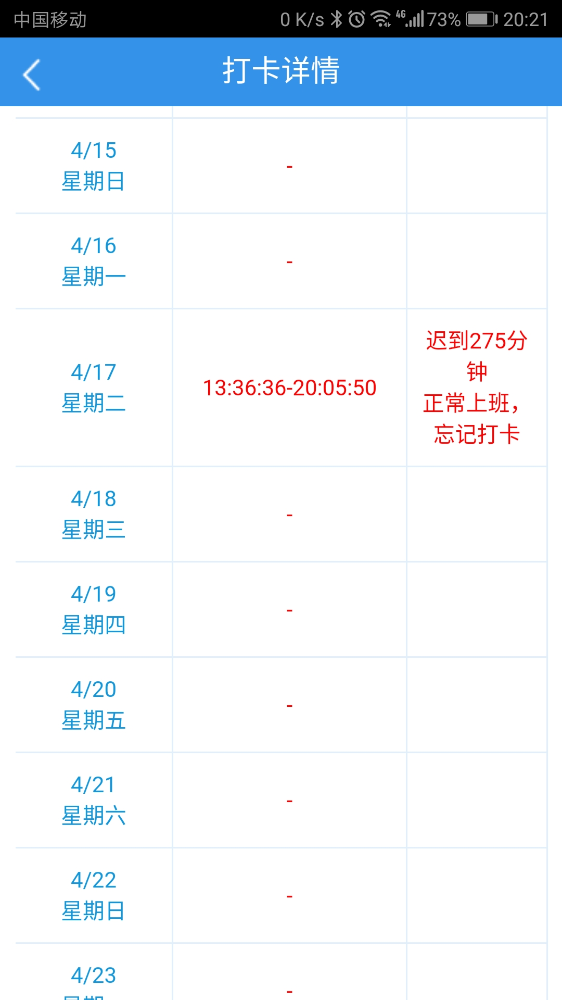 中国移动 0 K/s 4G 73% 20:21
打卡详情
4/15
星期日
-
4/16
星期一
-
4/17
星期二
13:36:36-20:05:50
迟到275分
钟
正常上班，
忘记打卡
4/18
星期三
-
4/19
星期四
-
4/20
星期五
-
4/21
星期六
-
4/22
星期日
-
4/23
-